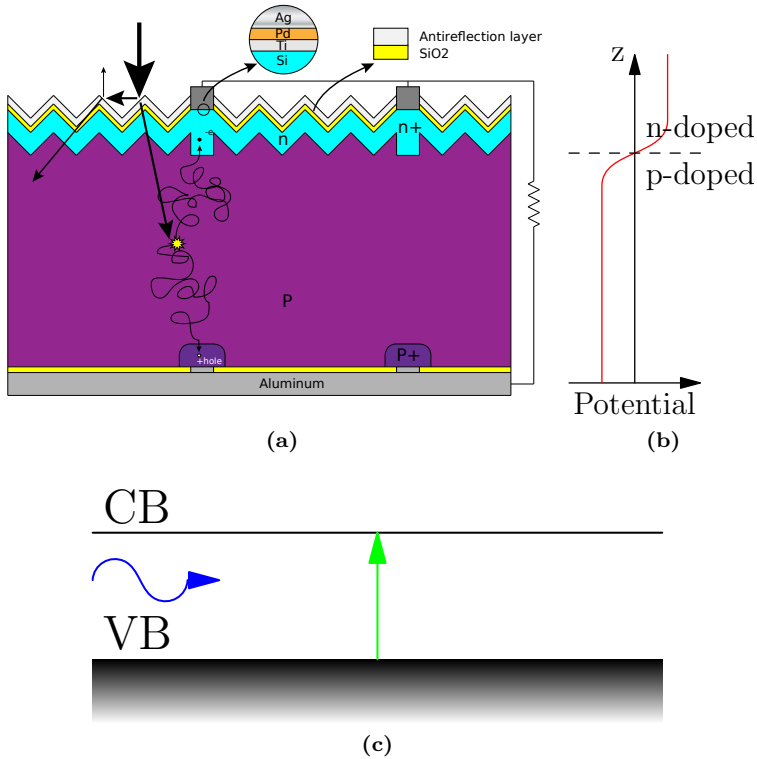 Ag
Pd
Ti
Si
Antireflection layer
SiO2
n
n+
-e
P
+hole
P+
Aluminum
(a)
z
n-doped
p-doped
Potential
(b)
CB
VB
(c)